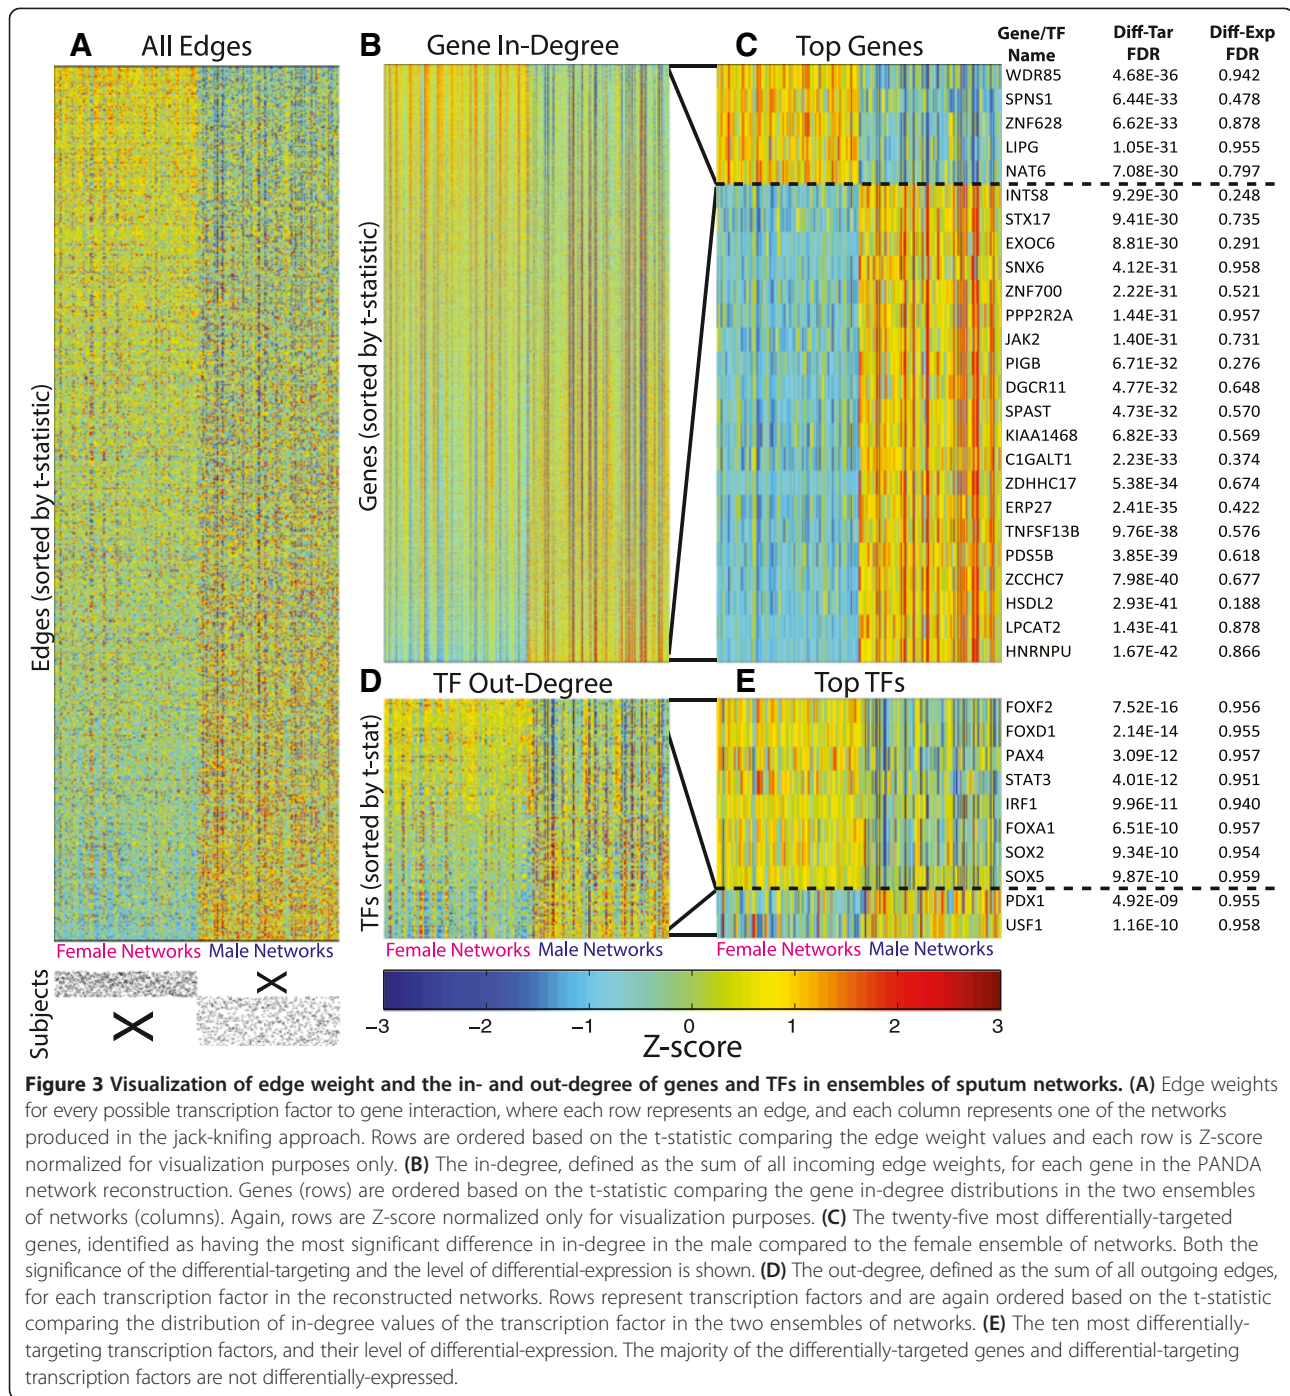 A All Edges
Edges (sorted by t-statistic)
Female Networks Male Networks
Subjects
X
X
B Gene In-Degree
Genes (sorted by t-statistic)
C Top Genes
Gene/TF Name Diff-Tar FDR Diff-Exp FDR
WDR85 4.68E-36 0.942
SPNS1 6.44E-33 0.478
ZNF628 6.62E-33 0.878
LIPG 1.05E-31 0.955
NAT6 7.08E-30 0.797
INTS8 9.29E-30 0.248
STX17 9.41E-30 0.735
EXOC6 8.81E-30 0.291
SNX6 4.12E-31 0.958
ZNF700 2.22E-31 0.521
PPP2R2A 1.44E-31 0.957
JAK2 1.40E-31 0.731
PIGB 6.71E-32 0.276
DGCR11 4.77E-32 0.648
SPAST 4.73E-32 0.570
KIAA1468 6.82E-33 0.569
C1GALT1 2.23E-33 0.374
ZDHHC17 5.38E-34 0.674
ERP27 2.41E-35 0.422
TNFSF13B 9.76E-38 0.576
PDS5B 3.85E-39 0.618
ZCCHC7 7.98E-40 0.677
HSDL2 2.93E-41 0.188
LPCAT2 1.43E-41 0.878
HNRNPU 1.67E-42 0.866
D TF Out-Degree
TFs (sorted by t-stat)
Female Networks Male Networks
E Top TFs
FOXF2 7.52E-16 0.956
FOXD1 2.14E-14 0.955
PAX4 3.09E-12 0.957
STAT3 4.01E-12 0.951
IRF1 9.96E-11 0.940
FOXA1 6.51E-10 0.957
SOX2 9.34E-10 0.954
SOX5 9.87E-10 0.959
PDX1 4.92E-09 0.955
USF1 1.16E-10 0.958
Female Networks Male Networks
−3 −2 −1 0 1 2 3
Z-score
Figure 3 Visualization of edge weight and the in- and out-degree of genes and TFs in ensembles of sputum networks. (A) Edge weights
for every possible transcription factor to gene interaction, where each row represents an edge, and each column represents one of the networks
produced in the jack-knifing approach. Rows are ordered based on the t-statistic comparing the edge weight values and each row is Z-score
normalized for visualization purposes only. (B) The in-degree, defined as the sum of all incoming edge weights, for each gene in the PANDA
network reconstruction. Genes (rows) are ordered based on the t-statistic comparing the gene in-degree distributions in the two ensembles
of networks (columns). Again, rows are Z-score normalized only for visualization purposes. (C) The twenty-five most differentially-targeted
genes, identified as having the most significant difference in in-degree in the male compared to the female ensemble of networks. Both the
significance of the differential-targeting and the level of differential-expression is shown. (D) The out-degree, defined as the sum of all outgoing edges,
for each transcription factor in the reconstructed networks. Rows represent transcription factors and are again ordered based on the t-statistic
comparing the distribution of in-degree values of the transcription factor in the two ensembles of networks. (E) The ten most differentially-
targeting transcription factors, and their level of differential-expression. The majority of the differentially-targeted genes and differential-targeting
transcription factors are not differentially-expressed.